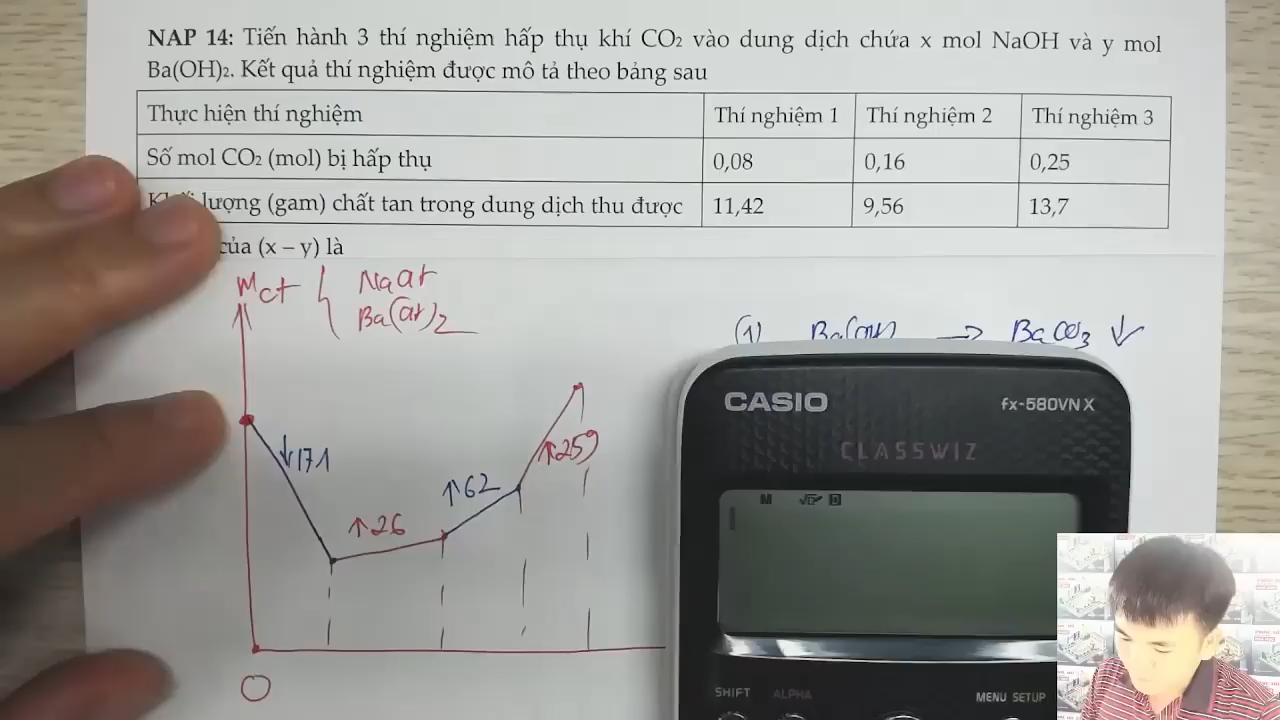 NAP 14: Tiến hành 3 thí nghiệm hấp thụ khí CO₂ vào dung dịch chứa x mol NaOH và y mol
Ba(OH)₂. Kết quả thí nghiệm được mô tả theo bảng sau
Thực hiện thí nghiệm Thí nghiệm 1 Thí nghiệm 2 Thí nghiệm 3
Số mol CO₂ (mol) bị hấp thụ 0,08 0,16 0,25
lượng (gam) chất tan trong dung dịch thu được 11,42 9,56 13,7
của (x – y) là
mct
NaOH
Ba(OH)₂
(1) Ba(OH) → BaCO₃ ↓
↓171
↑26
↑62
↑259
O
CASIO fx-580VN X
CLASSWIZ
M √ D
SHIFT ALPHA MENU SETUP